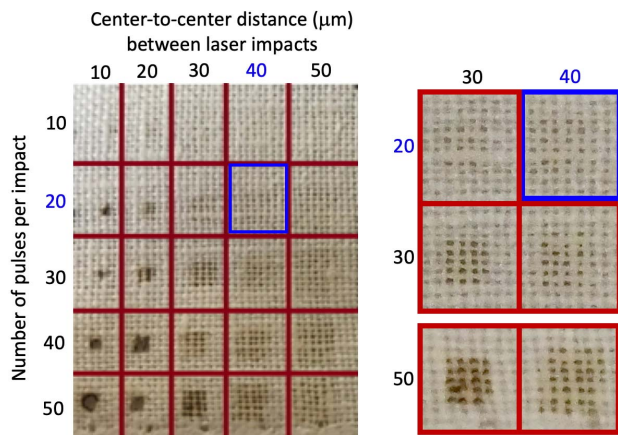 Center-to-center distance (μm)
between laser impacts
10 20 30 40 50
30 40
Number of pulses per impact
10
20
30
40
50
20
30
50